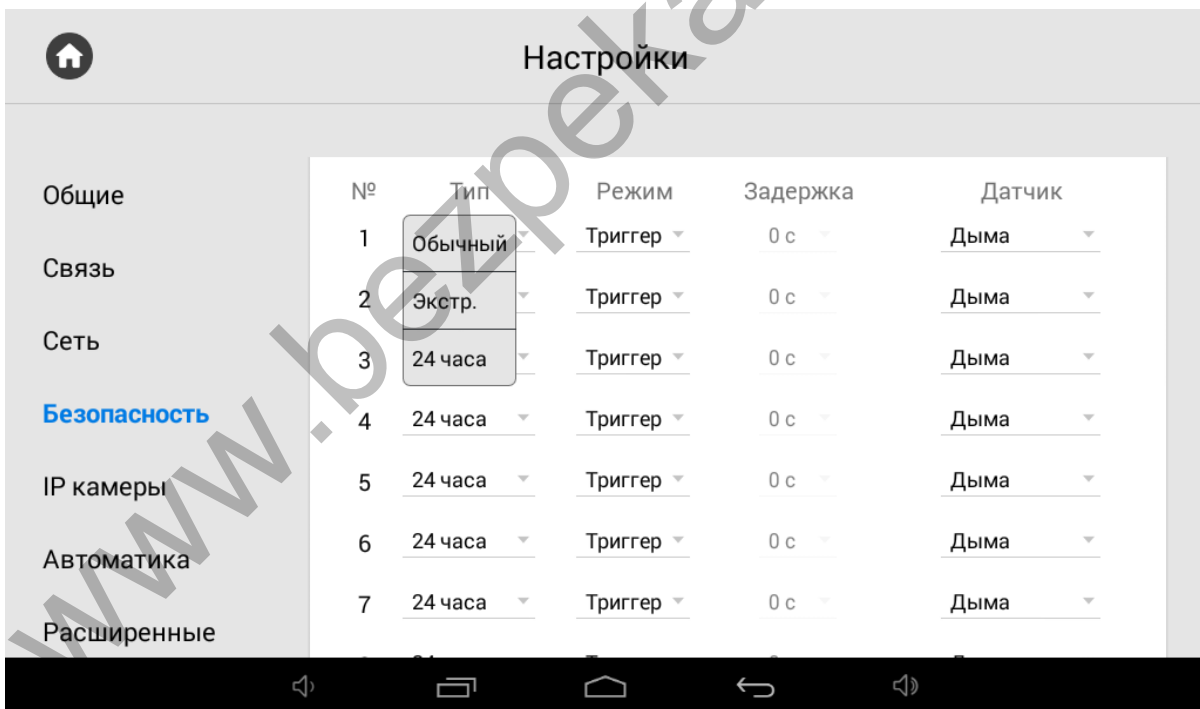 Настройки
Общие
Связь
Сеть
Безопасность
IP камеры
Автоматика
Расширенные
№ Тип Режим Задержка Датчик
1 Обычный Триггер 0 с Дыма
2 Экстр. Триггер 0 с Дыма
3 24 часа Триггер 0 с Дыма
4 24 часа Триггер 0 с Дыма
5 24 часа Триггер 0 с Дыма
6 24 часа Триггер 0 с Дыма
7 24 часа Триггер 0 с Дыма
www.bezpeka